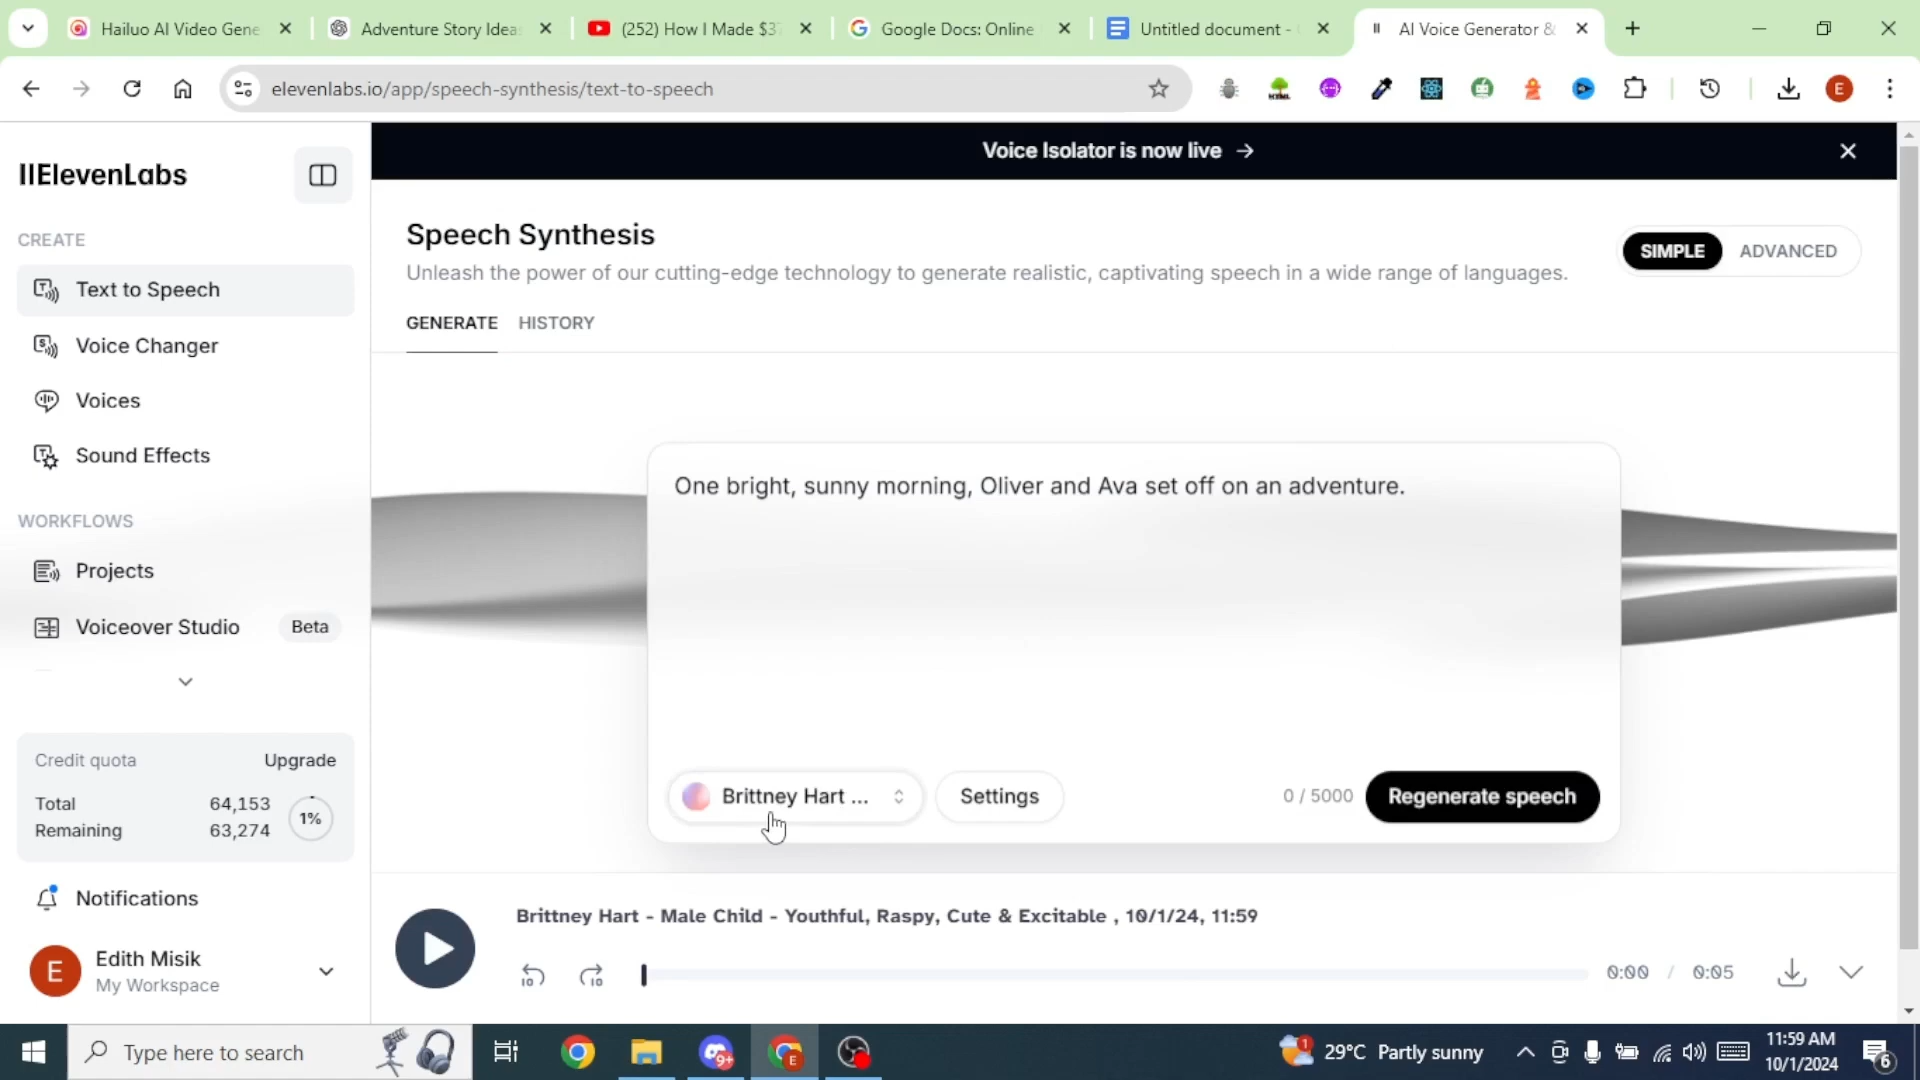 Hailuo AI Video Gene
Adventure Story Idea
(252) How I Made $3
Google Docs: Online
Untitled document -
AI Voice Generator &
elevenlabs.io/app/speech-synthesis/text-to-speech
E
IIElevenLabs
Voice Isolator is now live →
CREATE
Text to Speech
Voice Changer
Voices
Sound Effects
WORKFLOWS
Projects
Voiceover Studio Beta
Credit quota Upgrade
Total 64,153
Remaining 63,274
1%
Notifications
E
Edith Misik
My Workspace
Speech Synthesis
Unleash the power of our cutting-edge technology to generate realistic, captivating speech in a wide range of languages.
SIMPLE ADVANCED
GENERATE HISTORY
One bright, sunny morning, Oliver and Ava set off on an adventure.
Brittney Hart ... Settings 0 / 5000 Regenerate speech
Brittney Hart - Male Child - Youthful, Raspy, Cute & Excitable , 10/1/24, 11:59
10 10 0:00 / 0:05
Type here to search
9+
E
1
29°C Partly sunny
11:59 AM
10/1/2024
6